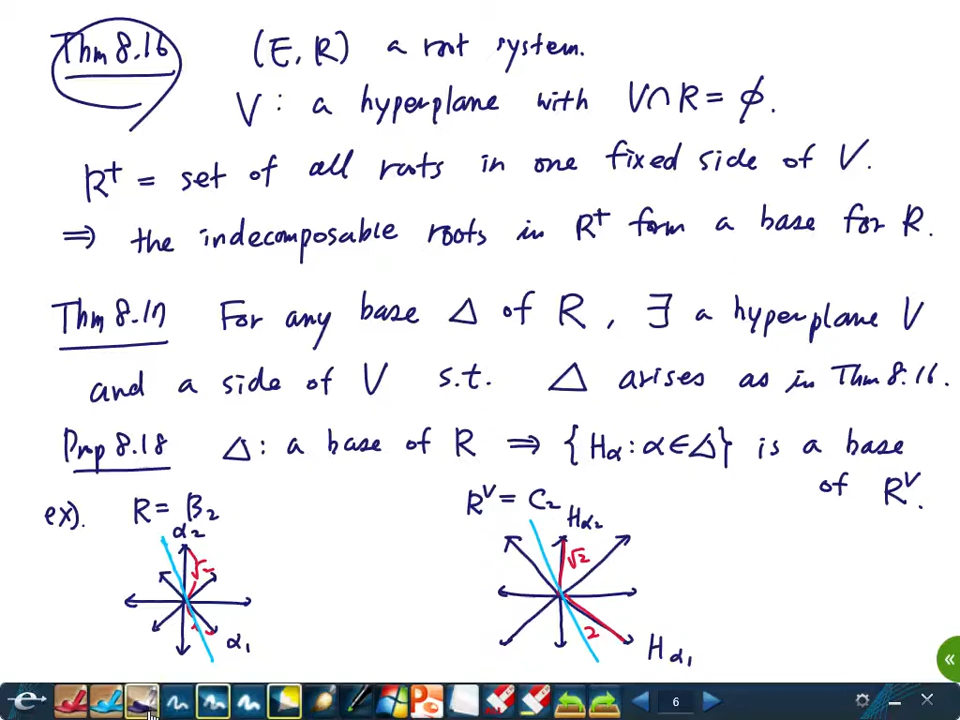 Thm 8.16 (E, R) a root system.
V : a hyperplane with V∩R = ∅.
R⁺ = set of all roots in one fixed side of V.
⇒ the indecomposable roots in R⁺ form a base for R.
Thm 8.17 For any base Δ of R, ∃ a hyperplane V
and a side of V s.t. Δ arises as in Thm 8.16.
Prop 8.18 Δ: a base of R ⇒ {Hα : α∈Δ} is a base
of Rᵛ.
ex). R = B₂ Rᵛ = C₂
α₂ Hα₂
√2
2
α₁ Hα₁
6